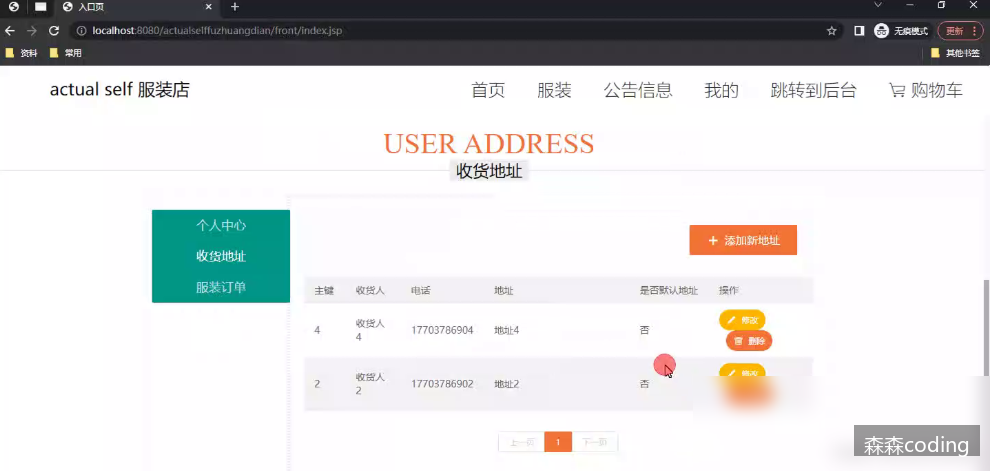 入口页
localhost:8080/actualselffuzhuangdian/front/index.jsp
无痕模式
更新
资料
常用
其他书签
actual self 服装店
首页
服装
公告信息
我的
跳转到后台
购物车
USER ADDRESS
收货地址
个人中心
收货地址
服装订单
添加新地址
主键 收货人 电话 地址 是否默认地址 操作
4 收货人4 17703786904 地址4 否 修改
删除
2 收货人2 17703786902 地址2 否 修改
上一页 1 下一页
森森coding